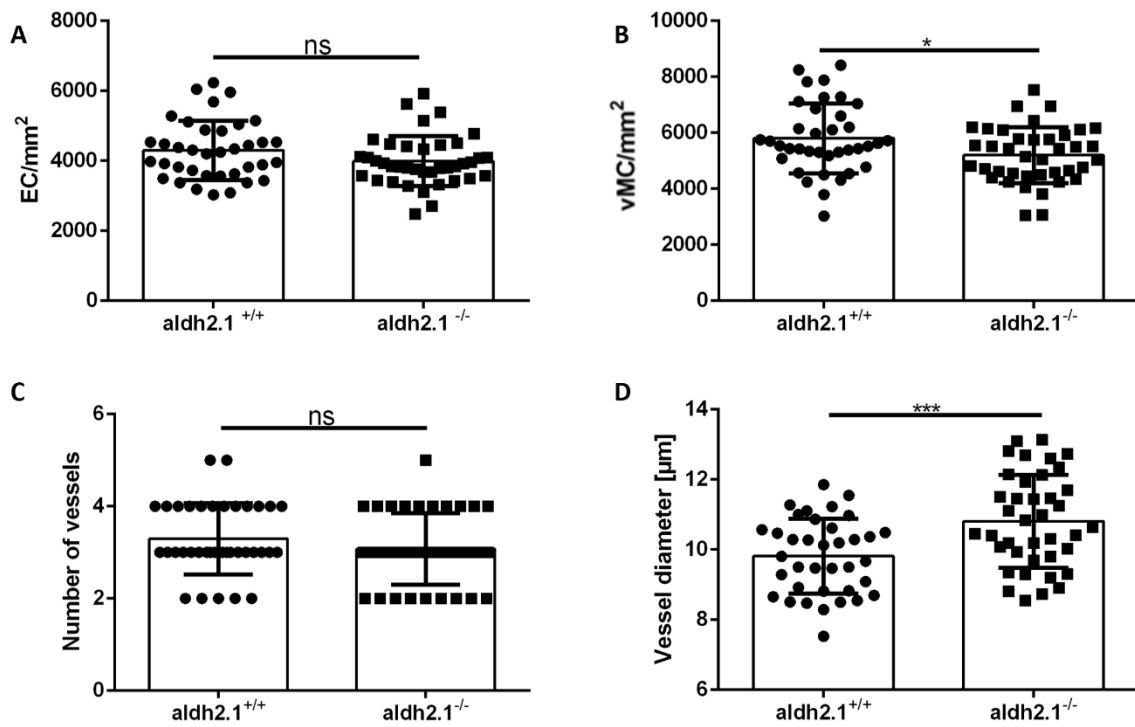 A
8000
6000
4000
2000
0
EC/mm²
ns
aldh2.1 +/+
aldh2.1 -/-
B
10000
8000
6000
4000
2000
0
vMC/mm²
*
aldh2.1+/+
aldh2.1-/-
C
6
4
2
0
Number of vessels
ns
aldh2.1+/+
aldh2.1-/-
D
14
12
10
8
6
Vessel diameter [µm]
***
aldh2.1+/+
aldh2.1-/-